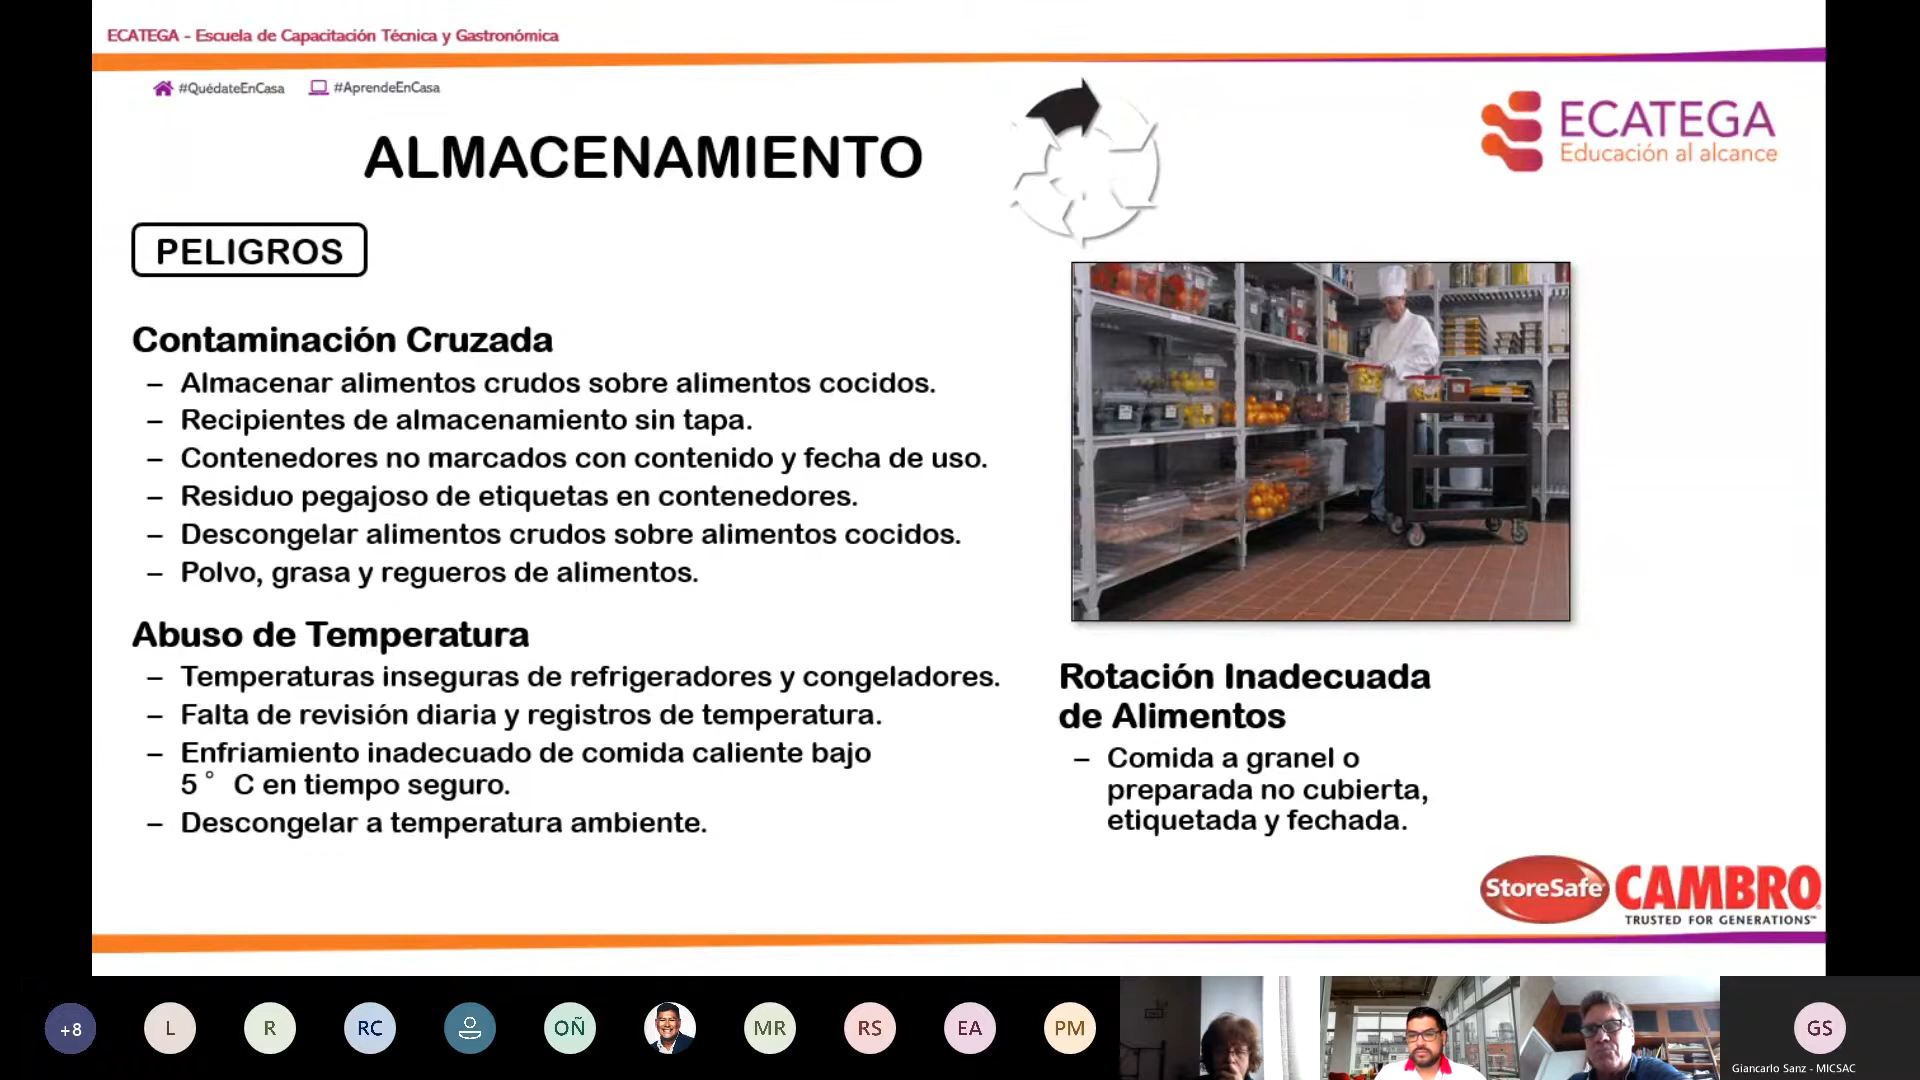 ECATEGA - Escuela de Capacitación Técnica y Gastronómica
#QuédateEnCasa #AprendeEnCasa
ECATEGA
Educación al alcance
ALMACENAMIENTO
PELIGROS
Contaminación Cruzada
– Almacenar alimentos crudos sobre alimentos cocidos.
– Recipientes de almacenamiento sin tapa.
– Contenedores no marcados con contenido y fecha de uso.
– Residuo pegajoso de etiquetas en contenedores.
– Descongelar alimentos crudos sobre alimentos cocidos.
– Polvo, grasa y regueros de alimentos.
Abuso de Temperatura
– Temperaturas inseguras de refrigeradores y congeladores.
– Falta de revisión diaria y registros de temperatura.
– Enfriamiento inadecuado de comida caliente bajo
5° C en tiempo seguro.
– Descongelar a temperatura ambiente.
Rotación Inadecuada
de Alimentos
– Comida a granel o
preparada no cubierta,
etiquetada y fechada.
StoreSafe CAMBRO®
TRUSTED FOR GENERATIONS™
+8 L R RC OÑ MR RS EA PM GS
Giancarlo Sanz - MICSAC